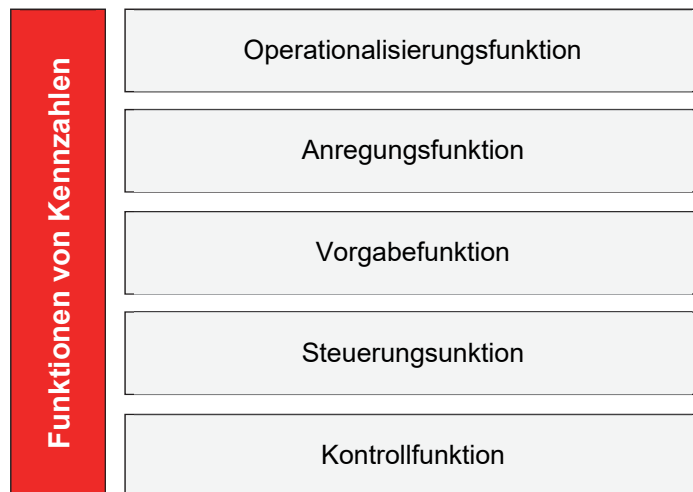 Funktionen von Kennzahlen
Operationalisierungsfunktion
Anregungsfunktion
Vorgabefunktion
Steuerungsunktion
Kontrollfunktion